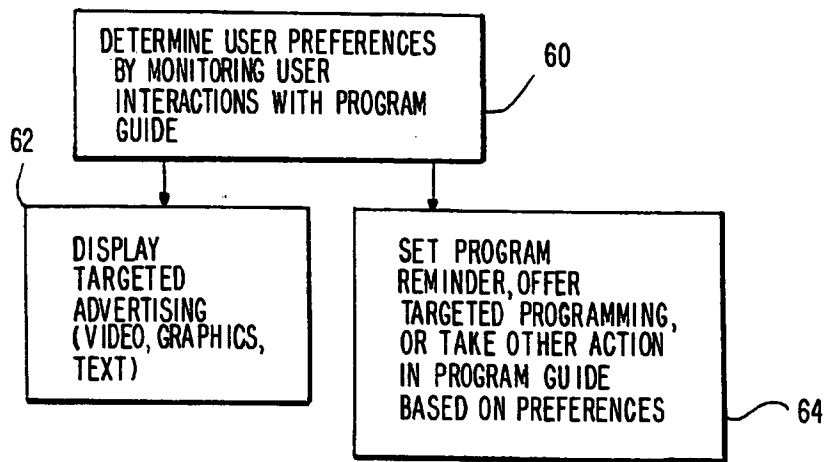 DETERMINE USER PREFERENCES
BY MONITORING USER
INTERACTIONS WITH PROGRAM
GUIDE
60
62
DISPLAY
TARGETED
ADVERTISING
(VIDEO, GRAPHICS,
TEXT)
SET PROGRAM
REMINDER, OFFER
TARGETED PROGRAMMING,
OR TAKE OTHER ACTION
IN PROGRAM GUIDE
BASED ON PREFERENCES
64